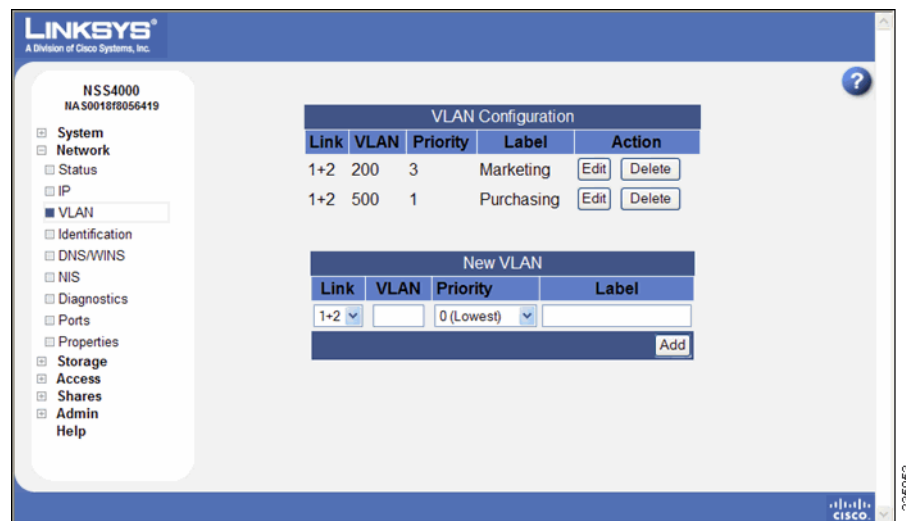 LINKSYS®
A Division of Cisco Systems, Inc.
NSS4000
NAS0018f8056419
System
Network
Status
IP
VLAN
Identification
DNS/WINS
NIS
Diagnostics
Ports
Properties
Storage
Access
Shares
Admin
Help
?
VLAN Configuration
Link VLAN Priority Label Action
1+2 200 3 Marketing Edit Delete
1+2 500 1 Purchasing Edit Delete
New VLAN
Link VLAN Priority Label
1+2 0 (Lowest)
Add
CISCO